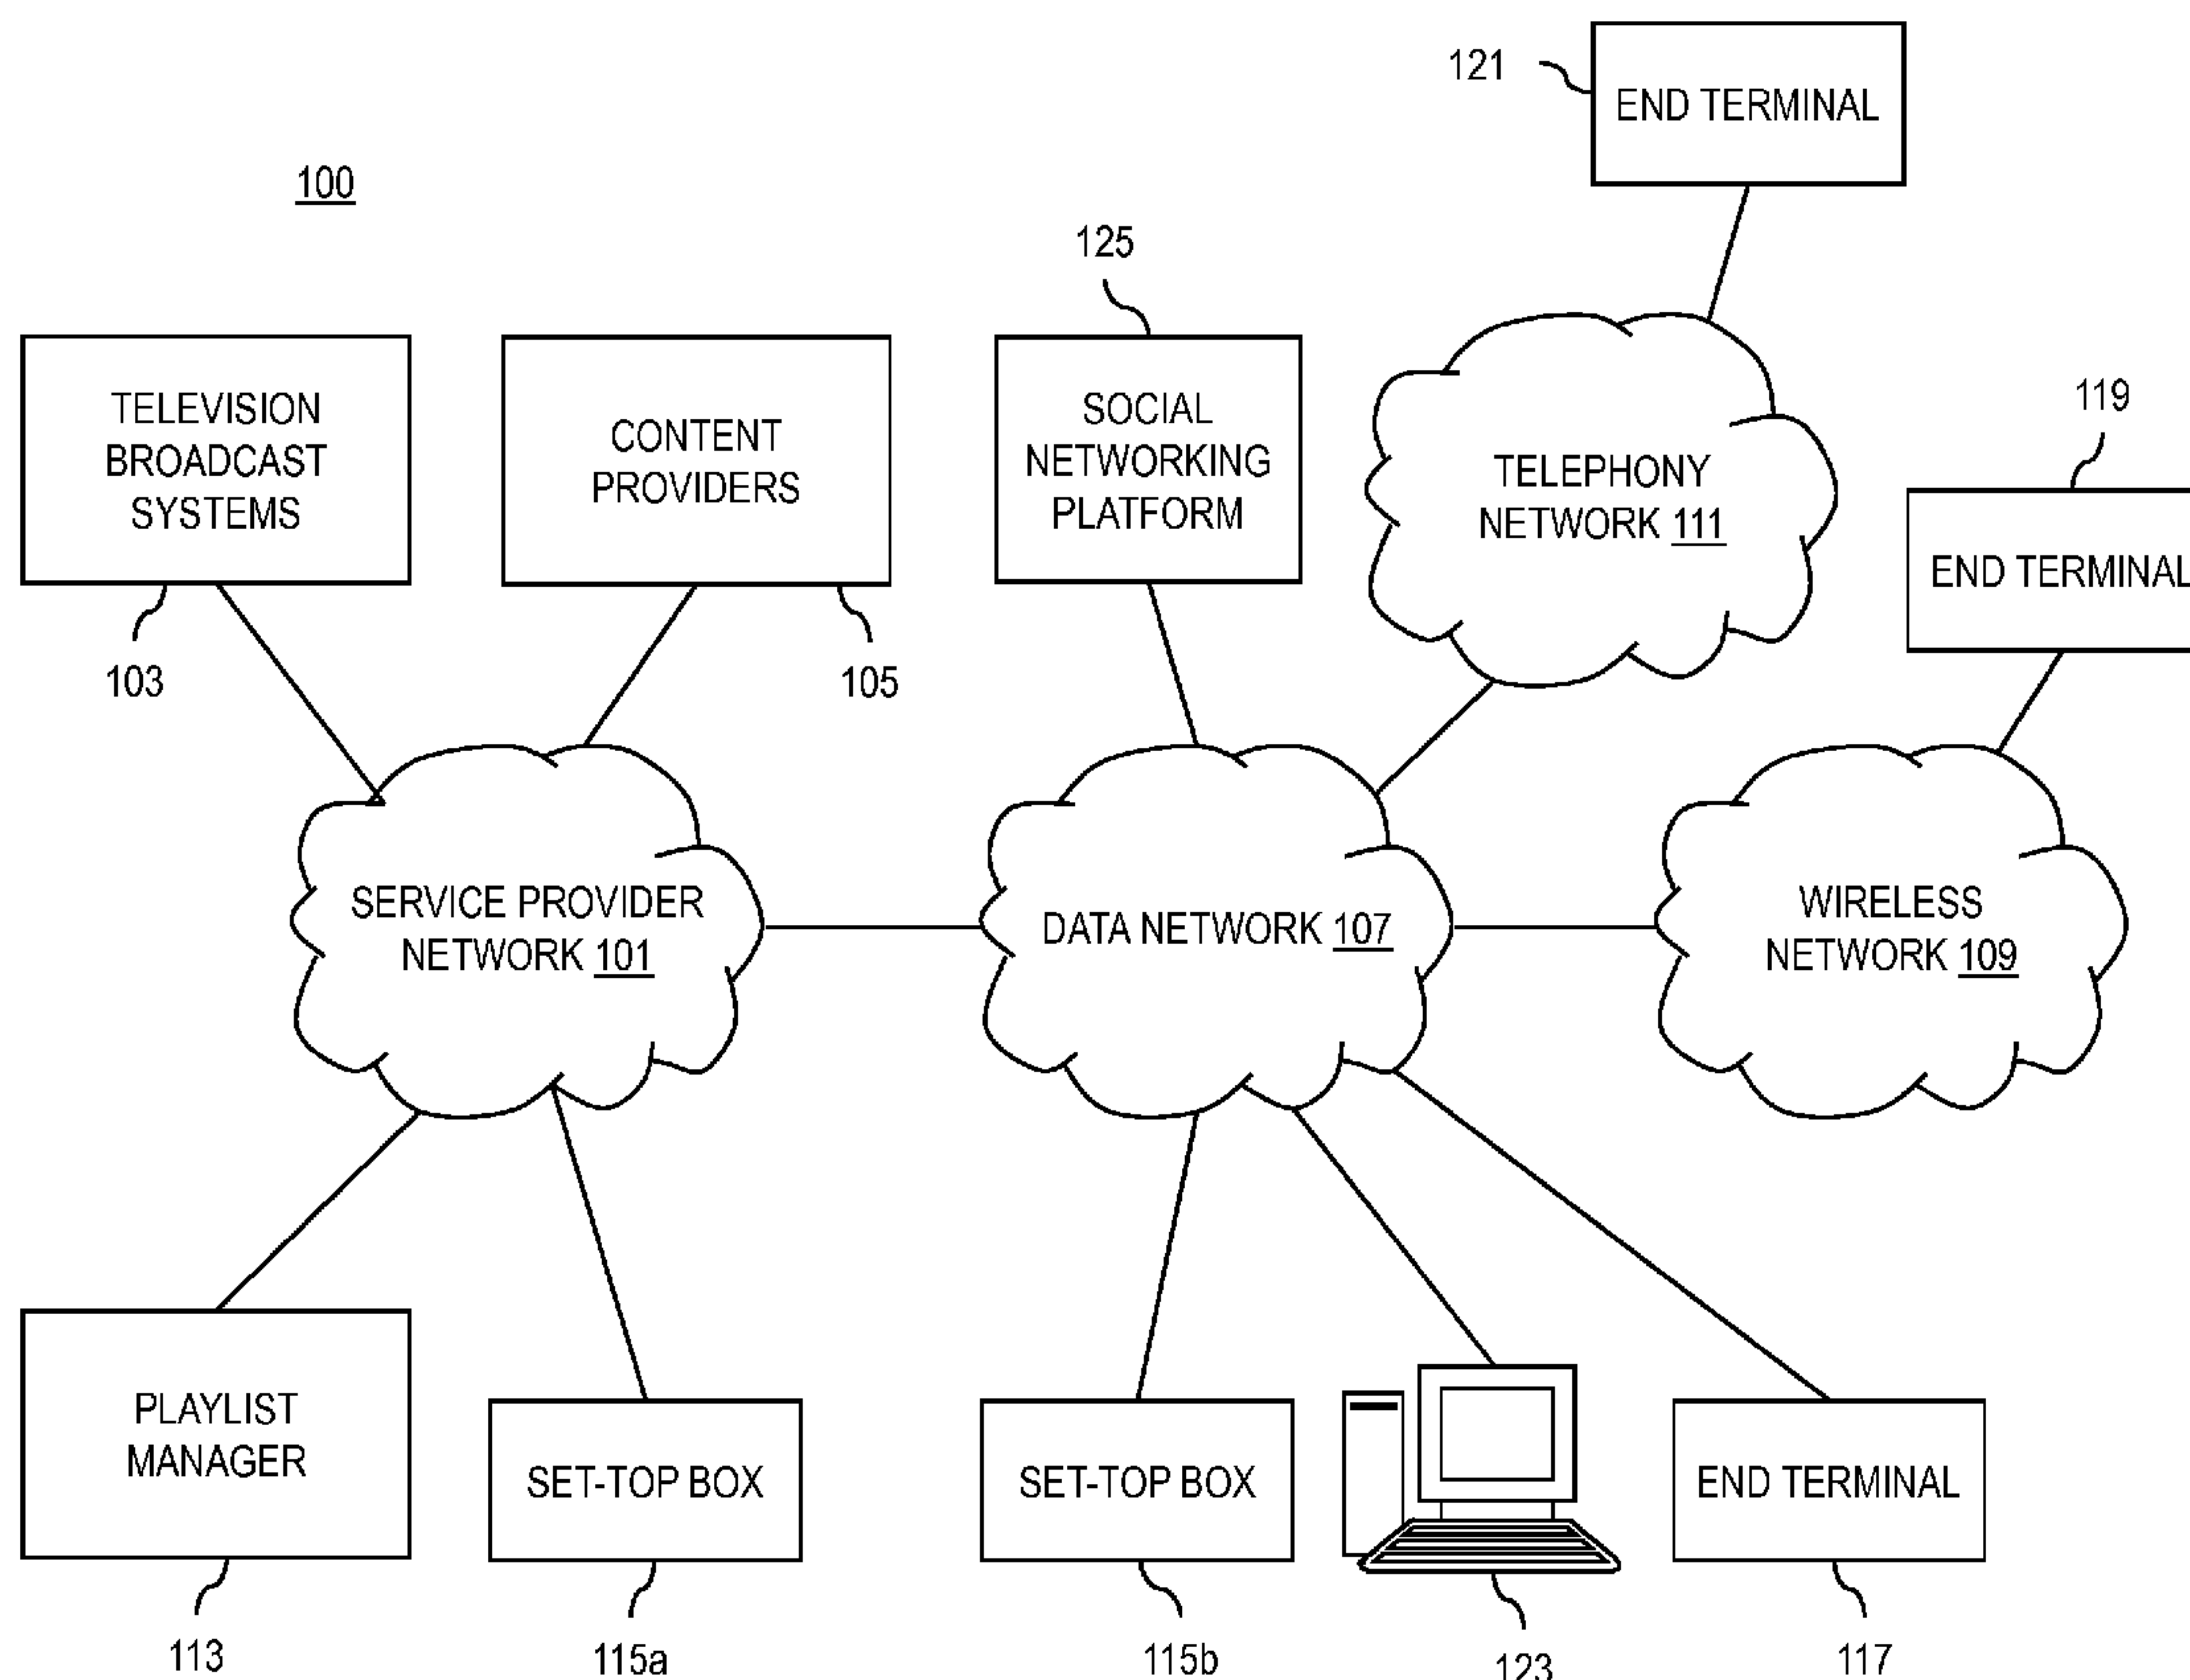 121
END TERMINAL
100
125
TELEVISION
BROADCAST
SYSTEMS
CONTENT
PROVIDERS
SOCIAL
NETWORKING
PLATFORM
TELEPHONY
NETWORK 111
119
END TERMINAL
103
105
SERVICE PROVIDER
NETWORK 101
DATA NETWORK 107
WIRELESS
NETWORK 109
PLAYLIST
MANAGER
SET-TOP BOX
SET-TOP BOX
END TERMINAL
113
115a
115b
123
117